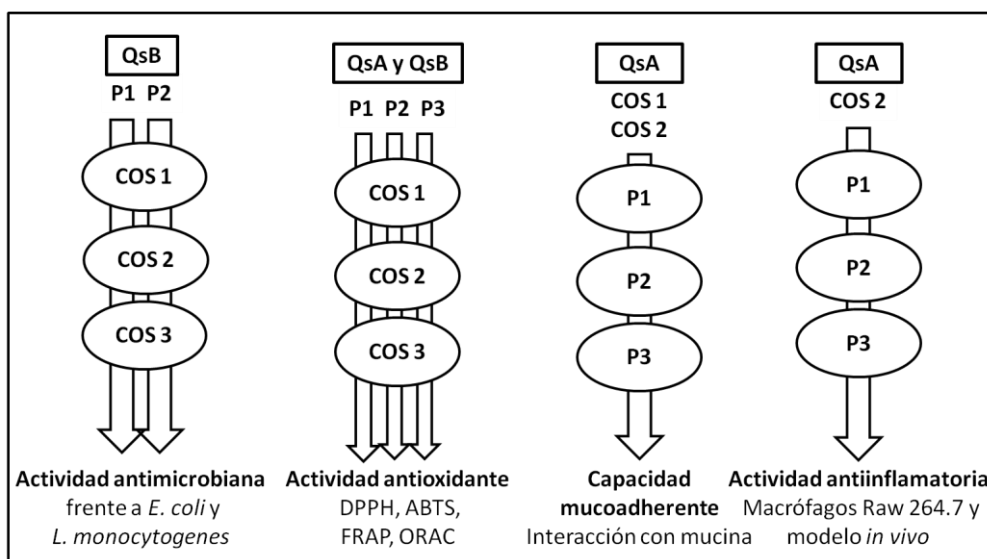 QsB
P1 P2
COS 1
COS 2
COS 3
Actividad antimicrobiana
frente a E. coli y
L. monocytogenes
QsA y QsB
P1 P2 P3
COS 1
COS 2
COS 3
Actividad antioxidante
DPPH, ABTS,
FRAP, ORAC
QsA
COS 1
COS 2
P1
P2
P3
Capacidad
mucoadherente
Interacción con mucina
QsA
COS 2
P1
P2
P3
Actividad antiinflamatoria
Macrófagos Raw 264.7 y
modelo in vivo